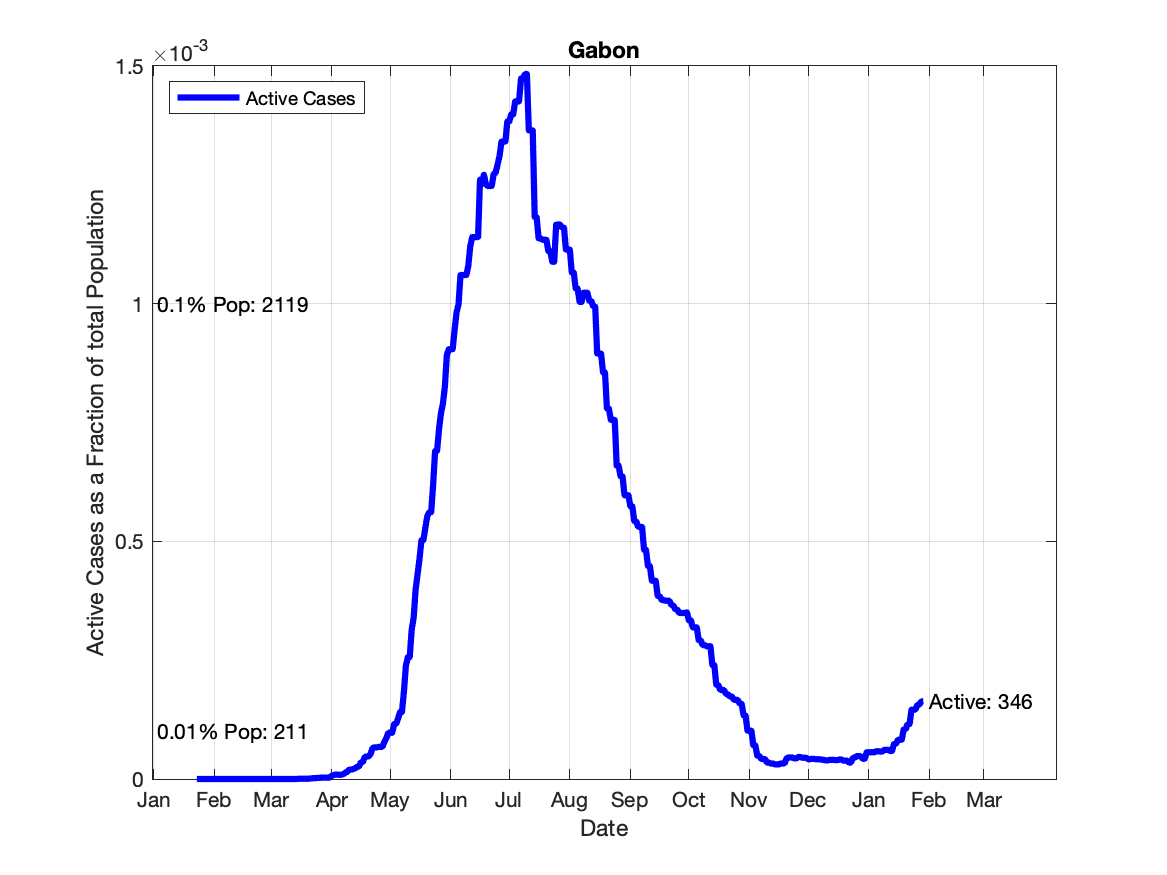 Gabon
×10-3
1.5
1
0.5
0
Active Cases
0.1% Pop: 2119
0.01% Pop: 211
Active: 346
Active Cases as a Fraction of total Population
Jan Feb Mar Apr May Jun Jul Aug Sep Oct Nov Dec Jan Feb Mar
Date